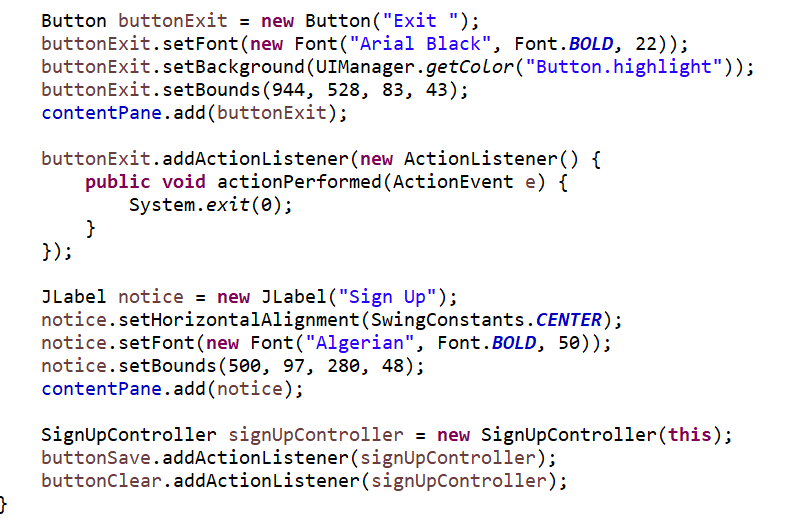 Button buttonExit = new Button("Exit ");
buttonExit.setFont(new Font("Arial Black", Font.BOLD, 22));
buttonExit.setBackground(UIManager.getColor("Button.highlight"));
buttonExit.setBounds(944, 528, 83, 43);
contentPane.add(buttonExit);

buttonExit.addActionListener(new ActionListener() {
    public void actionPerformed(ActionEvent e) {
        System.exit(0);
    }
});

JLabel notice = new JLabel("Sign Up");
notice.setHorizontalAlignment(SwingConstants.CENTER);
notice.setFont(new Font("Algerian", Font.BOLD, 50));
notice.setBounds(500, 97, 280, 48);
contentPane.add(notice);

SignUpController signUpController = new SignUpController(this);
buttonSave.addActionListener(signUpController);
buttonClear.addActionListener(signUpController);
}